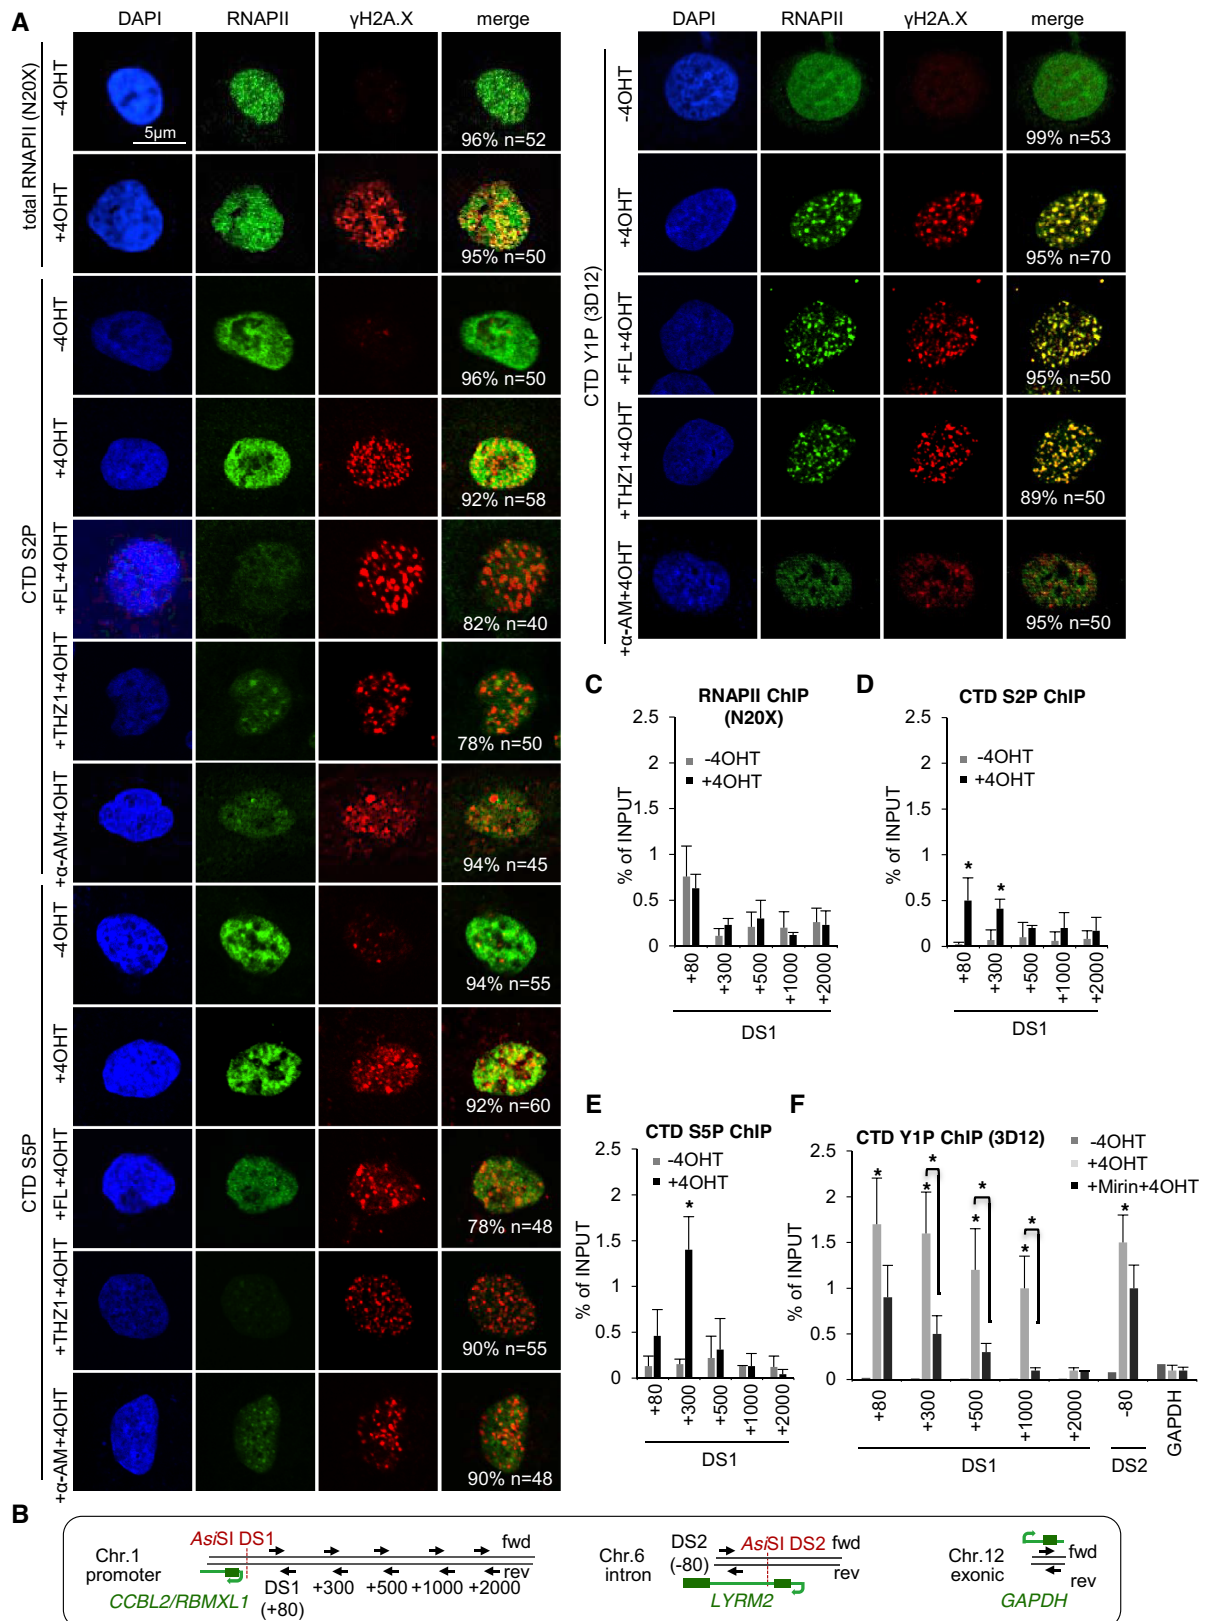 A
DAPI RNAPII γH2A.X merge
total RNAPII (N20X)
-4OHT
5µm
96% n=52
+4OHT
95% n=50
CTD S2P
-4OHT
96% n=50
+4OHT
92% n=58
+FL+4OHT
82% n=40
+THZ1+4OHT
78% n=50
+α-AM+4OHT
94% n=45
CTD S5P
-4OHT
94% n=55
+4OHT
92% n=60
+FL+4OHT
78% n=48
+THZ1+4OHT
90% n=55
+α-AM+4OHT
90% n=48
DAPI RNAPII γH2A.X merge
CTD Y1P (3D12)
-4OHT
99% n=53
+4OHT
95% n=70
+FL+4OHT
95% n=50
+THZ1+4OHT
89% n=50
+α-AM+4OHT
95% n=50
C
RNAPII ChIP
(N20X)
% of INPUT
2.5
2
1.5
1
0.5
0
-4OHT
+4OHT
+80 +300 +500 +1000 +2000
DS1
D
CTD S2P ChIP
% of INPUT
2.5
2
1.5
1
0.5
0
-4OHT
+4OHT
* *
+80 +300 +500 +1000 +2000
DS1
E
CTD S5P ChIP
% of INPUT
2.5
2
1.5
1
0.5
0
-4OHT
+4OHT
*
+80 +300 +500 +1000 +2000
DS1
F
CTD Y1P ChIP (3D12)
% of INPUT
2.5
2
1.5
1
0.5
0
-4OHT
+4OHT
+Mirin+4OHT
* * * * * * * *
+80 +300 +500 +1000 +2000 -80 GAPDH
DS1 DS2
B
Chr.1
promoter
AsiSI DS1
fwd
rev
CCBL2/RBMXL1
DS1
(+80)
+300 +500 +1000 +2000
Chr.6
intron
DS2
(-80)
AsiSI DS2
fwd
rev
LYRM2
Chr.12
exonic
fwd
rev
GAPDH